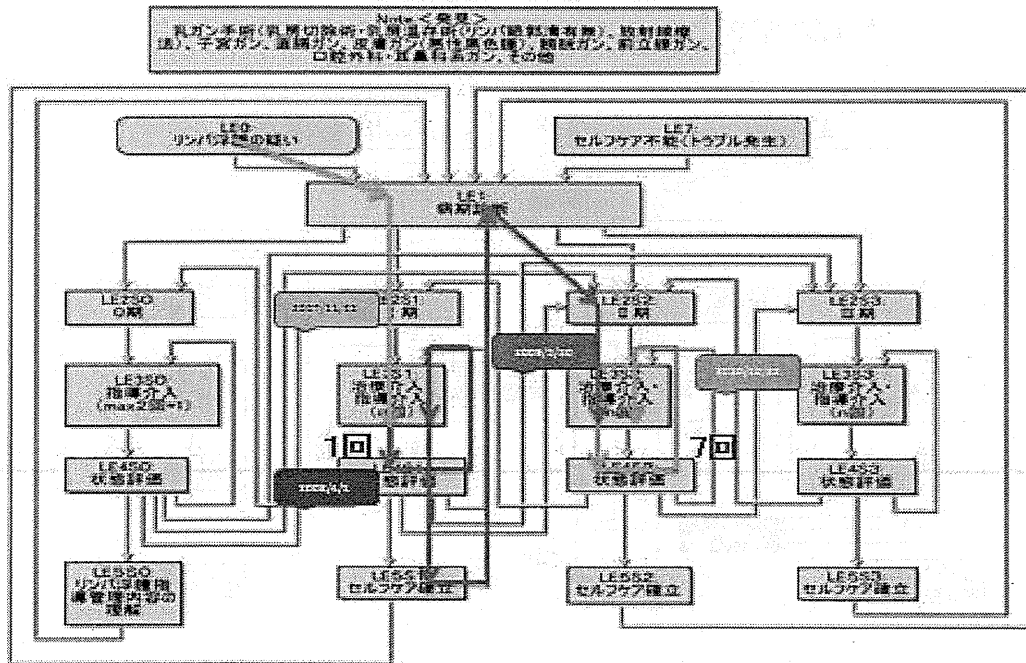 Note＜発見＞
乳ガン手術(乳房切除術・乳房温存術(リンパ節郭清有無)、放射線療
法)、子宮ガン、直腸ガン、皮膚ガン(悪性黒色腫)、前立腺ガン、
口腔外科・耳鼻科系ガン、その他
LE0
リンパ浮腫の疑い
LE7:
セルフケア不能(トラブル発生)
LE1
病期診断
LE2S0
0期
LE2S1
I期
LE2S2
II期
LE2S3
III期
LE3S0
指導介入
(max2回+1)
治療介入
指導介入
治療介入・
指導介入
LE3S3
治療介入・
指導介入
(n回)
1回
7回
LE4S0
状態評価
態評価
状態評価
LE4S3
状態評価
LE5S0
リンパ浮腫指
導管理内容の
理解
LE5S1
セルフケア確立
LE5S2
セルフケア確立
LE5S3
セルフケア確立